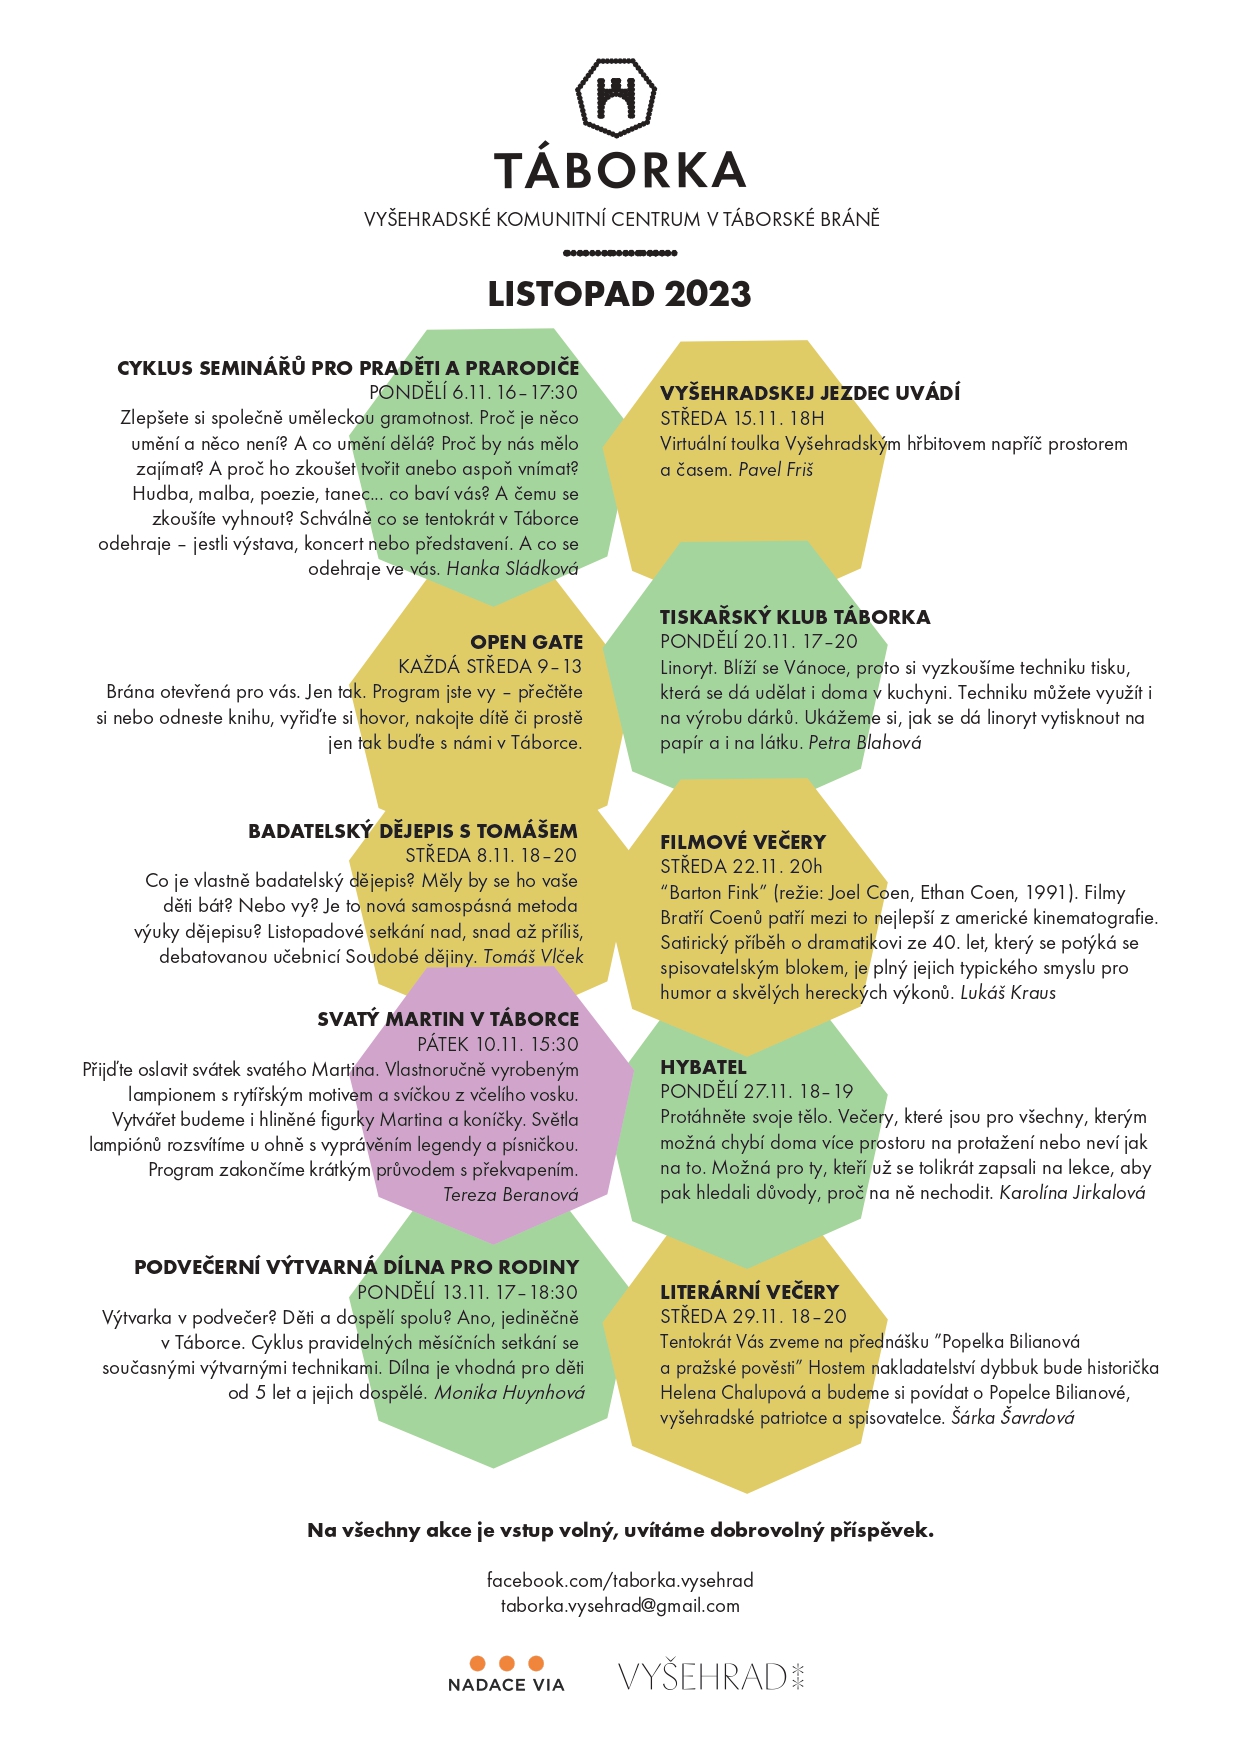 TÁBORKA
VYŠEHRADSKÉ KOMUNITNÍ CENTRUM V TÁBORSKÉ BRÁNĚ
LISTOPAD 2023
CYKLUS SEMINÁŘŮ PRO PRADĚTI A PRARODIČE
PONDĚLÍ 6.11. 16–17:30
Zlepšete si společně uměleckou gramotnost. Proč je něco
umění a něco není? A co umění dělá? Proč by nás mělo
zajímat? A proč ho zkoušet tvořit anebo aspoň vnímat?
Hudba, malba, poezie, tanec... co baví vás? A čemu se
zkoušíte vyhnout? Schválně co se tentokrát v Táborce
odehraje – jestli výstava, koncert nebo představení. A co se
odehraje ve vás. Hanka Sládková
OPEN GATE
KAŽDÁ STŘEDA 9–13
Brána otevřená pro vás. Jen tak. Program jste vy – přečtěte
si nebo odneste knihu, vyřiďte si hovor, nakojte dítě či prostě
jen tak buďte s námi v Táborce.
BADATELSKÝ DĚJEPIS S TOMÁŠEM
STŘEDA 8.11. 18–20
Co je vlastně badatelský dějepis? Měly by se ho vaše
děti bát? Nebo vy? Je to nová samospásná metoda
výuky dějepisu? Listopadové setkání nad, snad až příliš,
debatovanou učebnicí Soudobé dějiny. Tomáš Vlček
SVATÝ MARTIN V TÁBORCE
PÁTEK 10.11. 15:30
Přijďte oslavit svátek svatého Martina. Vlastnoručně vyrobeným
lampionem s rytířským motivem a svíčkou z včelího vosku.
Vytvářet budeme i hliněné figurky Martina a koníčky. Světla
lampiónů rozsvítíme u ohně s vyprávěním legendy a písničkou.
Program zakončíme krátkým průvodem s překvapením.
Tereza Beranová
PODVEČERNÍ VÝTVARNÁ DÍLNA PRO RODINY
PONDĚLÍ 13.11. 17–18:30
Výtvarka v podvečer? Děti a dospělí spolu? Ano, jedinečně
v Táborce. Cyklus pravidelných měsíčních setkání se
současnými výtvarnými technikami. Dílna je vhodná pro děti
od 5 let a jejich dospělé. Monika Huynhová
VYŠEHRADSKEJ JEZDEC UVÁDÍ
STŘEDA 15.11. 18H
Virtuální toulka Vyšehradským hřbitovem napříč prostorem
a časem. Pavel Friš
TISKAŘSKÝ KLUB TÁBORKA
PONDĚLÍ 20.11. 17–20
Linoryt. Blíží se Vánoce, proto si vyzkoušíme techniku tisku,
která se dá udělat i doma v kuchyni. Techniku můžete využít i
na výrobu dárků. Ukážeme si, jak se dá linoryt vytisknout na
papír a i na látku. Petra Blahová
FILMOVÉ VEČERY
STŘEDA 22.11. 20h
“Barton Fink” (režie: Joel Coen, Ethan Coen, 1991). Filmy
Bratří Coenů patří mezi to nejlepší z americké kinematografie.
Satirický příběh o dramatikovi ze 40. let, který se potýká se
spisovatelským blokem, je plný jejich typického smyslu pro
humor a skvělých hereckých výkonů. Lukáš Kraus
HYBATEL
PONDĚLÍ 27.11. 18–19
Protáhněte svoje tělo. Večery, které jsou pro všechny, kterým
možná chybí doma více prostoru na protažení nebo neví jak
na to. Možná pro ty, kteří už se tolikrát zapsali na lekce, aby
pak hledali důvody, proč na ně nechodit. Karolína Jirkalová
LITERÁRNÍ VEČERY
STŘEDA 29.11. 18–20
Tentokrát Vás zveme na přednášku ”Popelka Bilianová
a pražské pověsti” Hostem nakladatelství dybbuk bude historička
Helena Chalupová a budeme si povídat o Popelce Bilianové,
vyšehradské patriotce a spisovatelce. Šárka Šavrdová
Na všechny akce je vstup volný, uvítáme dobrovolný příspěvek.
facebook.com/taborka.vysehrad
taborka.vysehrad@gmail.com
NADACE VIA
VYŠEHRAD